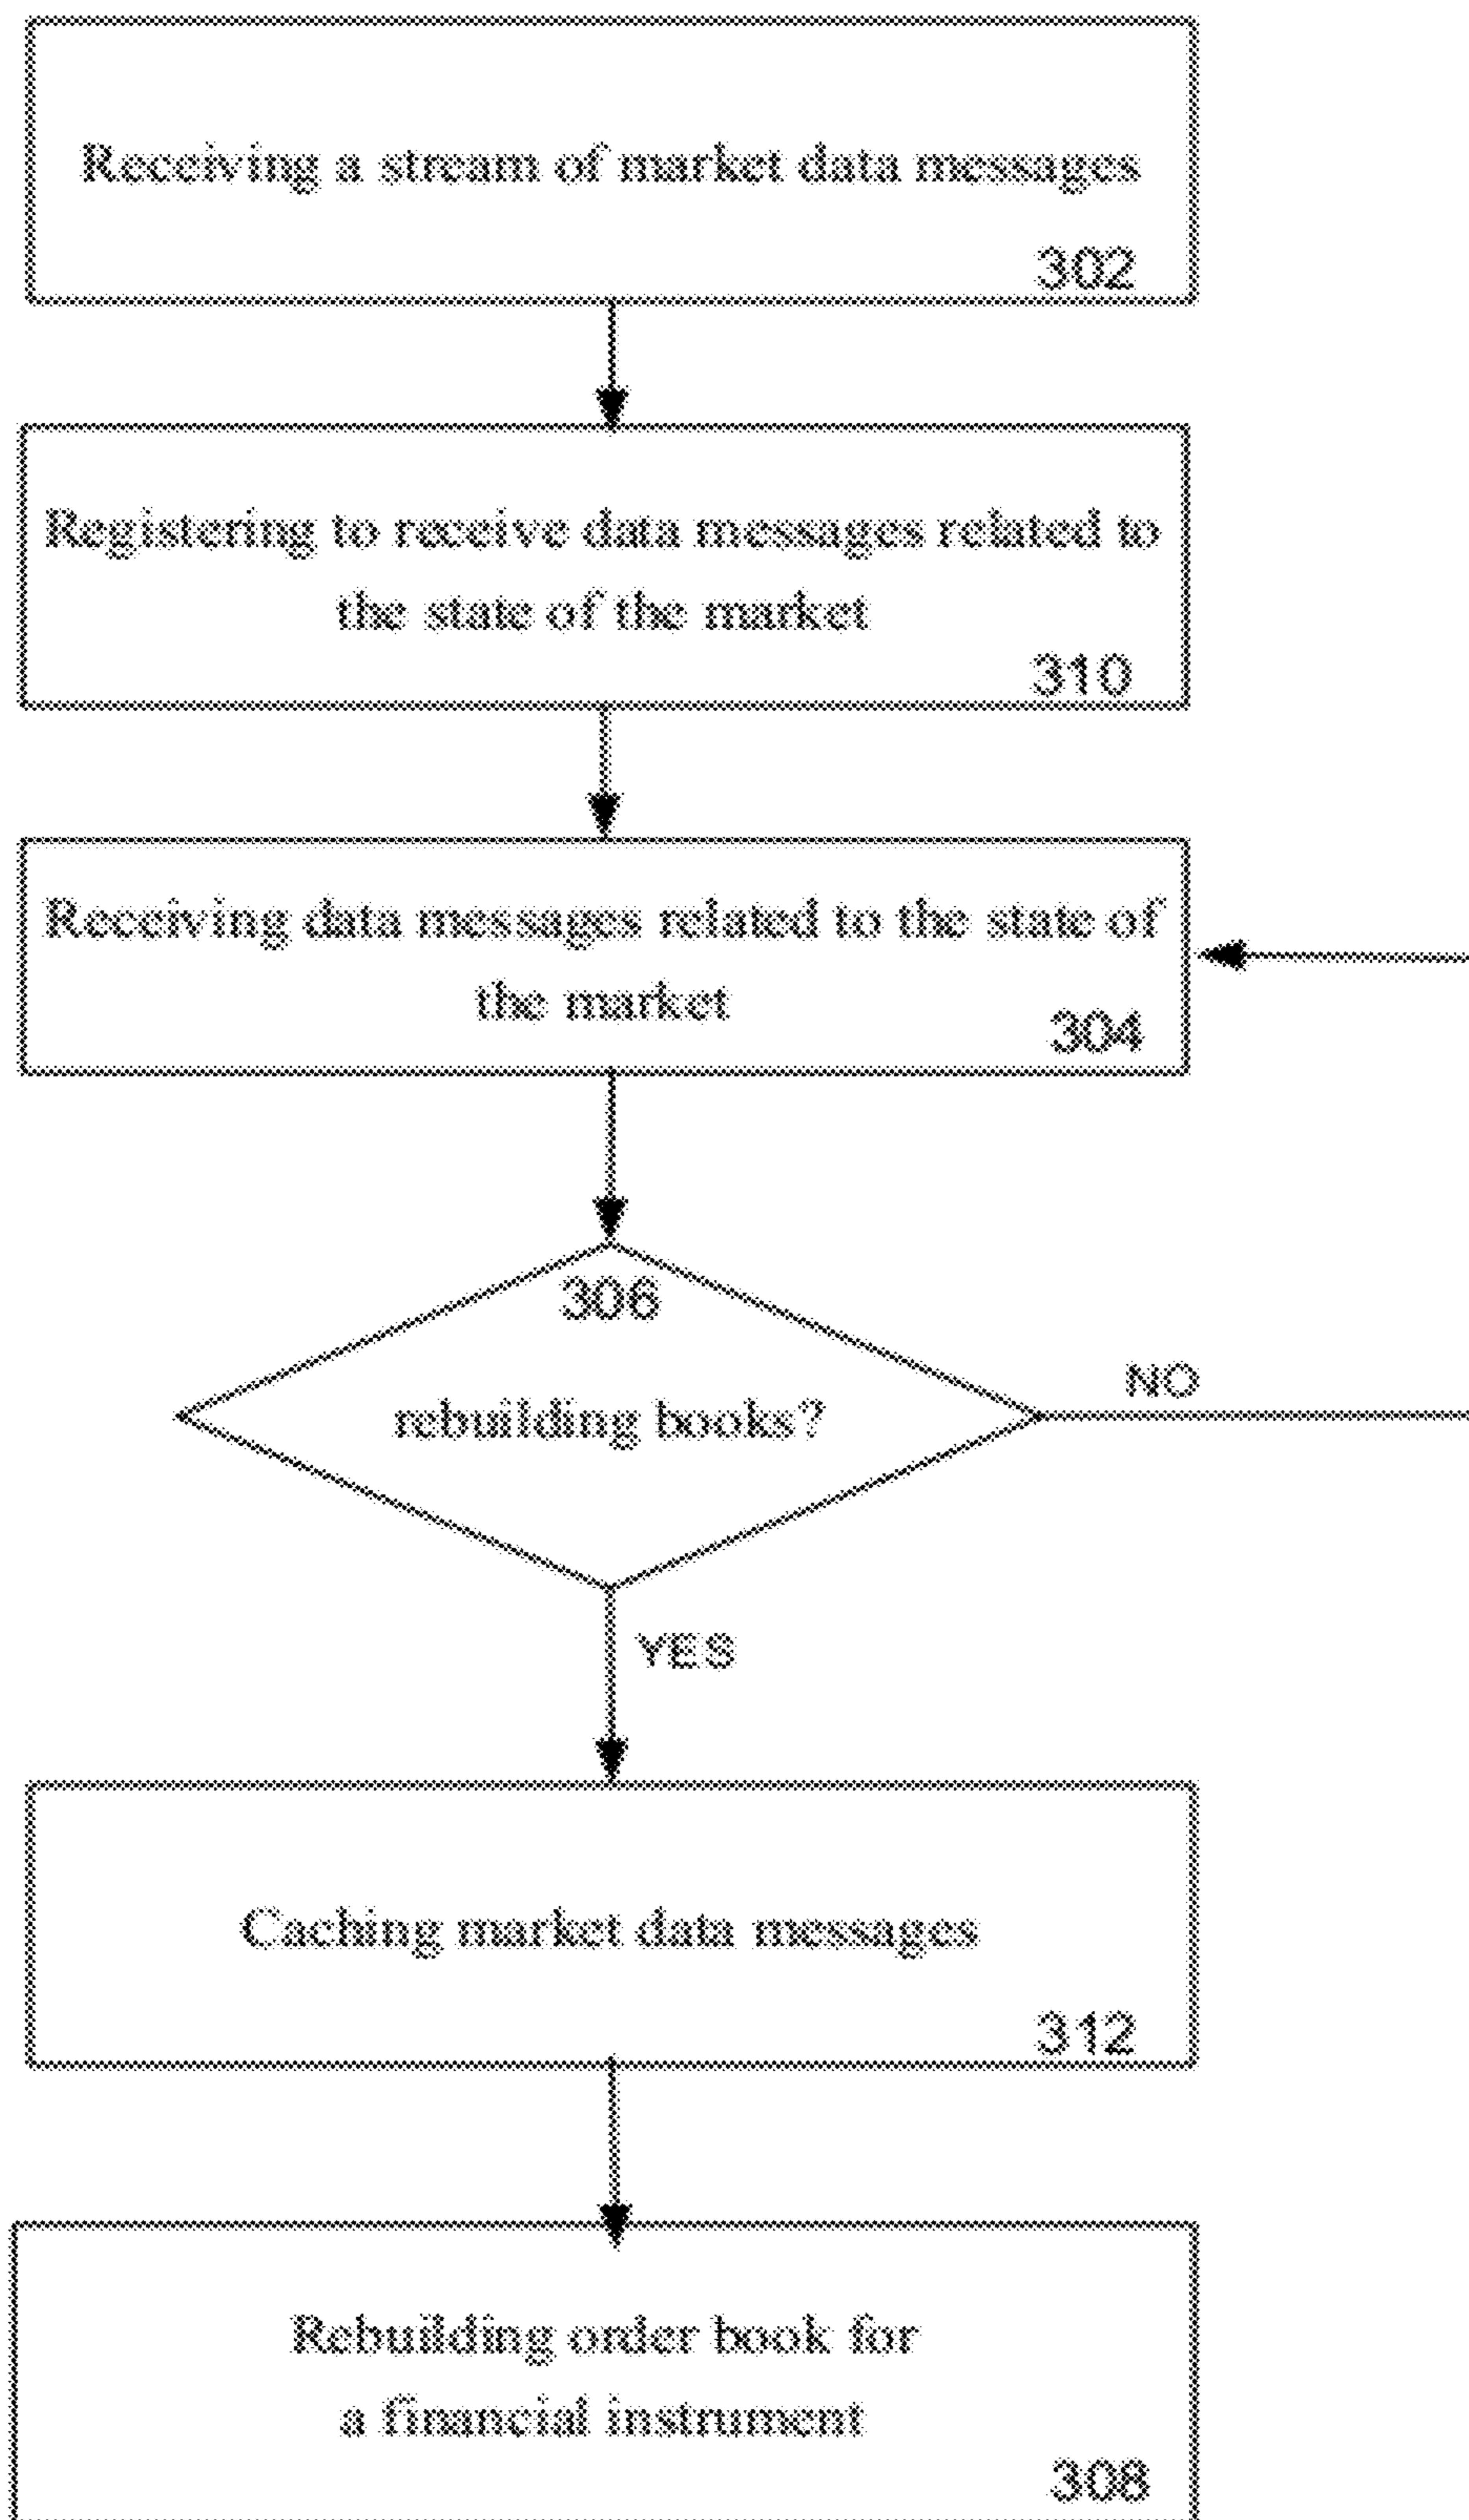 Receiving a stream of market data messages
302
Registering to receive data messages related to
the state of the market
310
Receiving data messages related to the state of
the market
304
306
rebuilding books?
NO
YES
Caching market data messages
312
Rebuilding order book for
a financial instrument
308